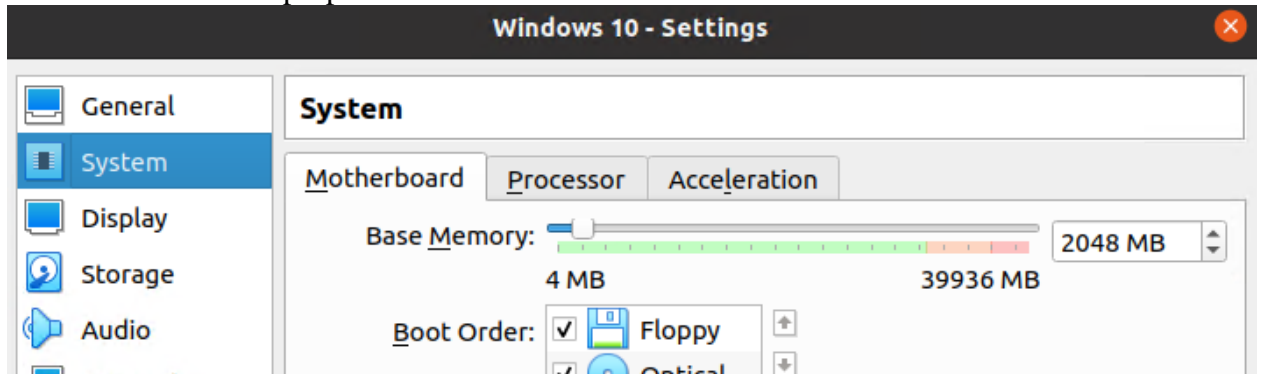 Windows 10 - Settings
General
System
Display
Storage
Audio
System
Motherboard Processor Acceleration
Base Memory: 2048 MB
4 MB 39936 MB
Boot Order: Floppy
Optical